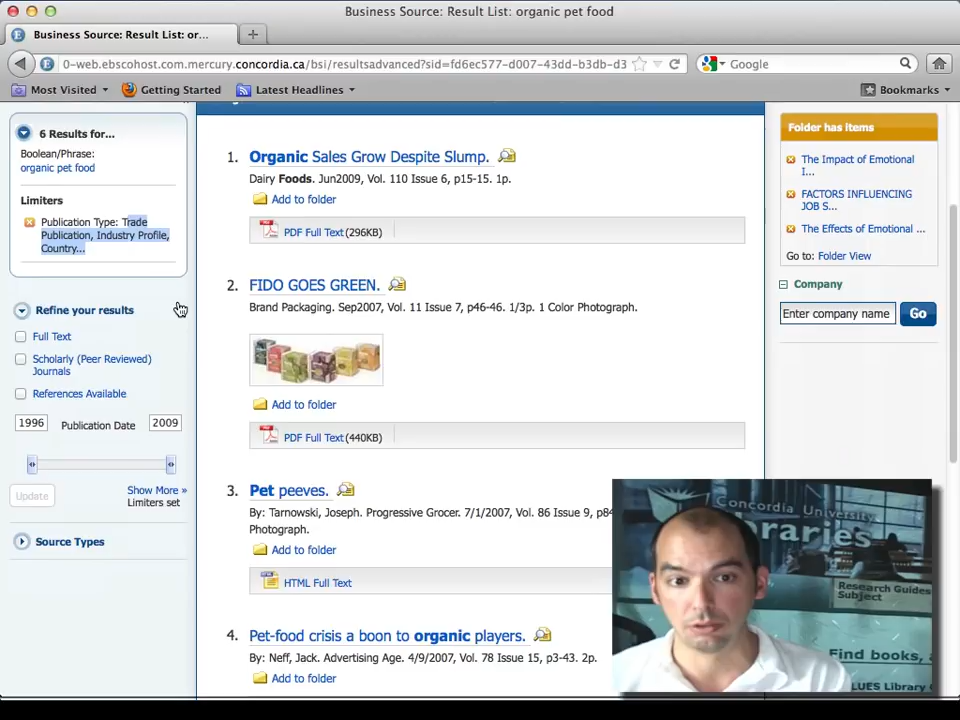 Business Source: Result List: organic pet food
Business Source: Result List: or...
0-web.ebscohost.com.mercury.concordia.ca/bsi/resultsadvanced?sid=fd6ec577-d007-43dd-b3db-d3
Google
Most Visited
Getting Started
Latest Headlines
Bookmarks
6 Results for...
Boolean/Phrase:
organic pet food
Limiters
Publication Type: Trade
Publication, Industry Profile,
Country...
Refine your results
Full Text
Scholarly (Peer Reviewed)
Journals
References Available
1996
Publication Date
2009
Show More »
Update
Limiters set
Source Types
1. Organic Sales Grow Despite Slump.
Dairy Foods. Jun2009, Vol. 110 Issue 6, p15-15. 1p.
Add to folder
PDF Full Text (296KB)
2. FIDO GOES GREEN.
Brand Packaging. Sep2007, Vol. 11 Issue 7, p46-46. 1/3p. 1 Color Photograph.
Add to folder
PDF Full Text (440KB)
3. Pet peeves.
By: Tarnowski, Joseph. Progressive Grocer. 7/1/2007, Vol. 86 Issue 9, p84
Photograph.
Add to folder
HTML Full Text
4. Pet-food crisis a boon to organic players.
By: Neff, Jack. Advertising Age. 4/9/2007, Vol. 78 Issue 15, p3-43. 2p.
Add to folder
Folder has items
The Impact of Emotional
I...
FACTORS INFLUENCING
JOB S...
The Effects of Emotional ...
Go to: Folder View
Company
Enter company name
Go
Concordia University
raries
Research Guides
Subject
Find books, a
LUES Library